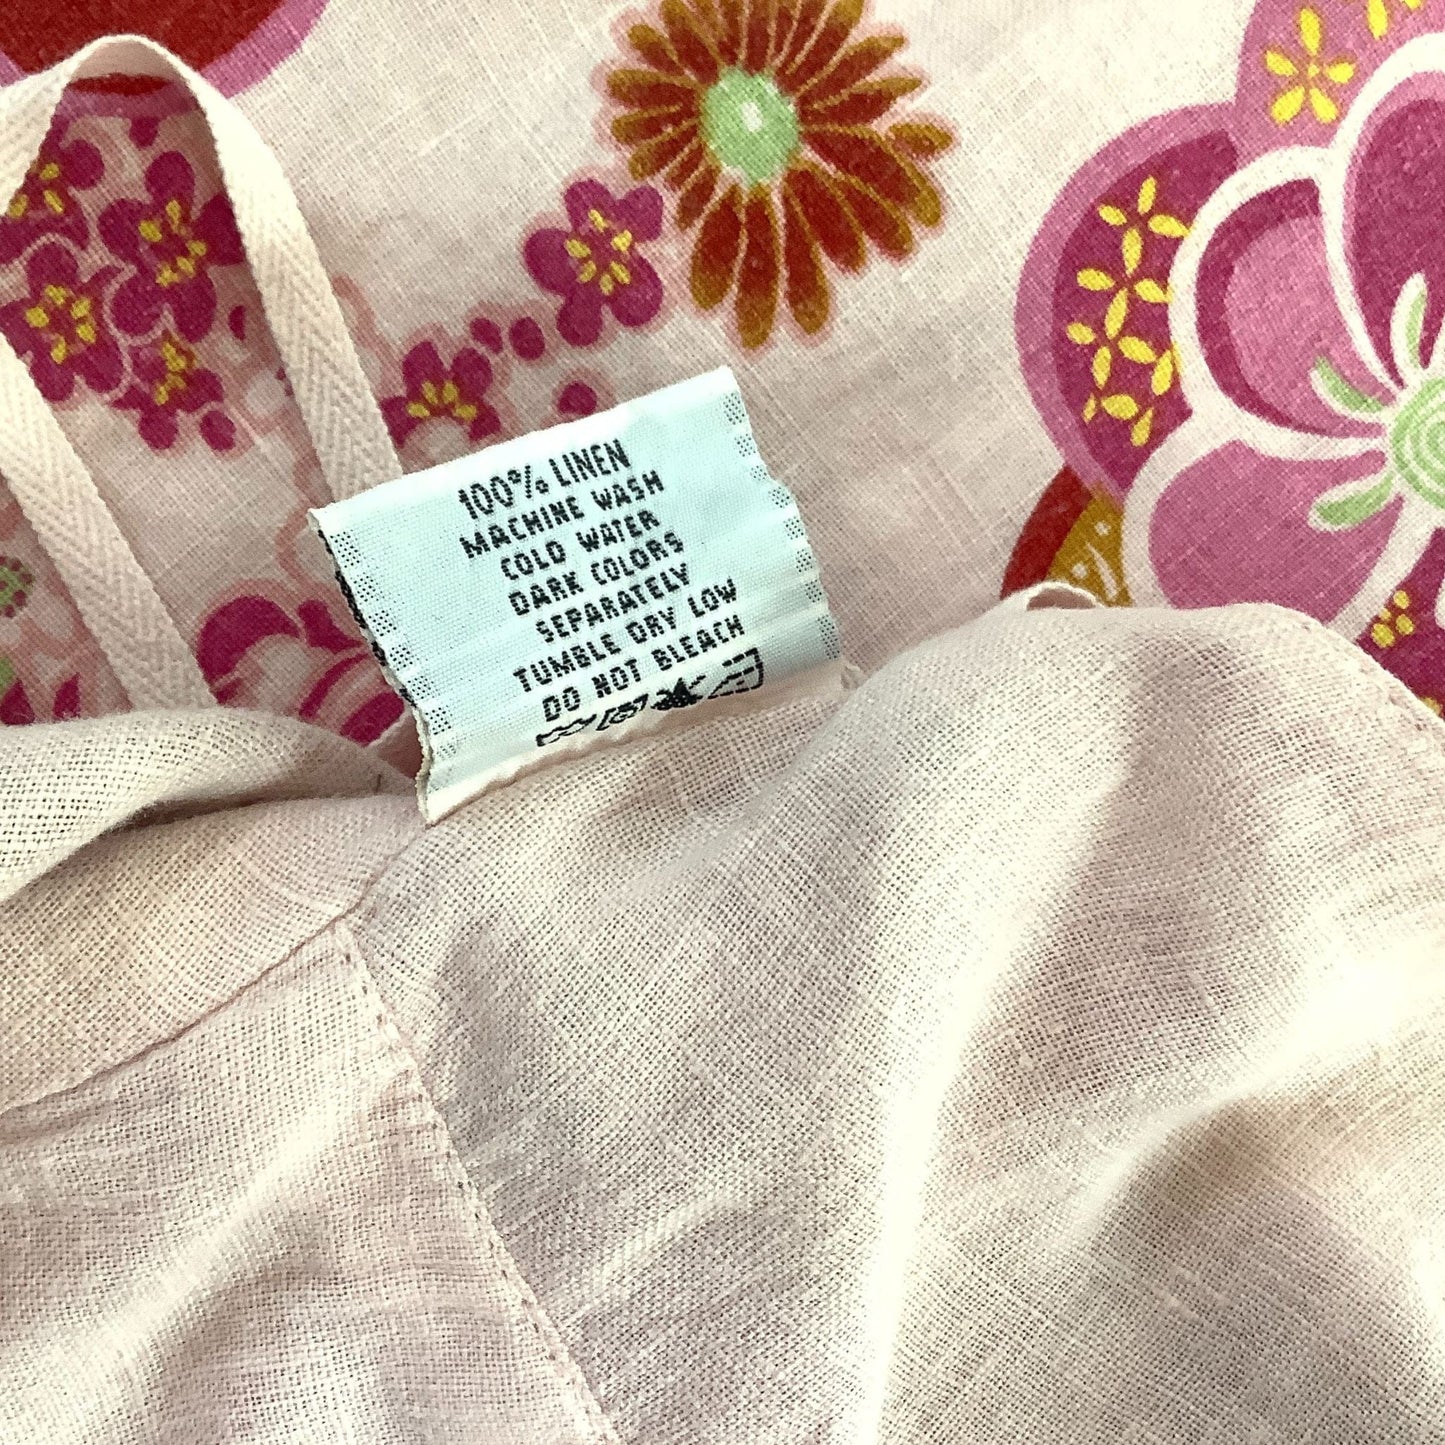 100% LINEN
MACHINE WASH
COLD WATER
DARK COLORS
SEPARATELY
TUMBLE DRY LOW
DO NOT BLEACH